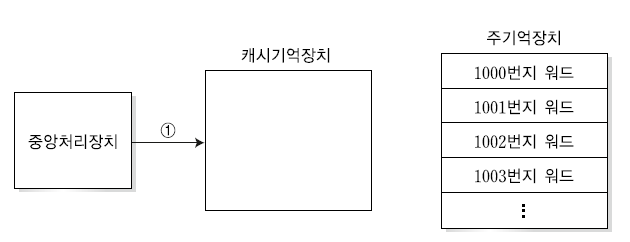 중앙처리장치
①
캐시기억장치
주기억장치
1000번지 워드
1001번지 워드
1002번지 워드
1003번지 워드
⋮